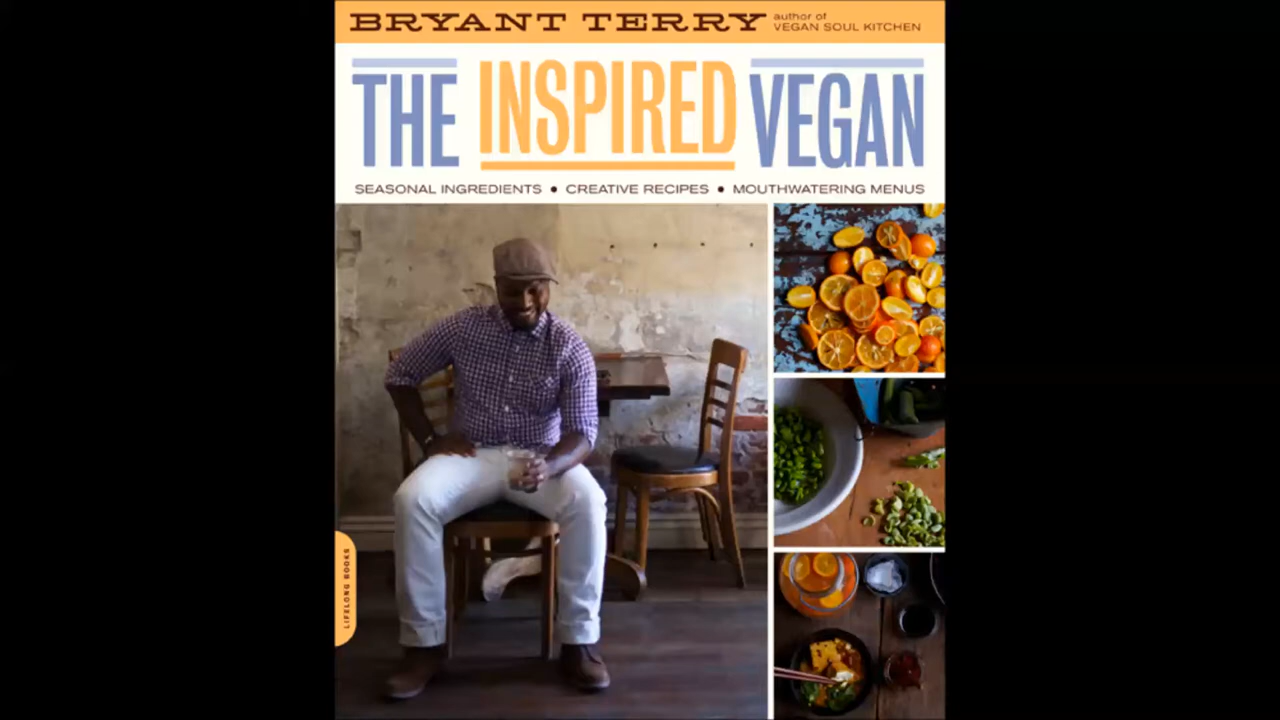 BRYANT TERRY
author of
VEGAN SOUL KITCHEN
THE INSPIRED VEGAN
SEASONAL INGREDIENTS • CREATIVE RECIPES • MOUTHWATERING MENUS
LIFELONG BOOKS